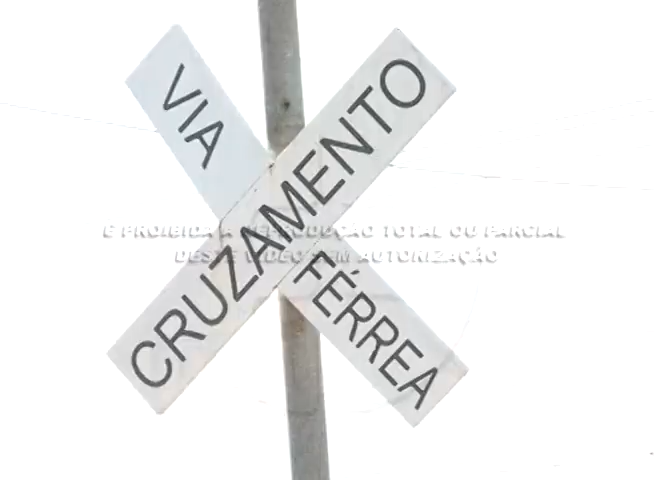 VIA
CRUZAMENTO
FÉRREA
É PROIBIDA A REPRODUÇÃO TOTAL OU PARCIAL
DESTE VÍDEO SEM AUTORIZAÇÃO